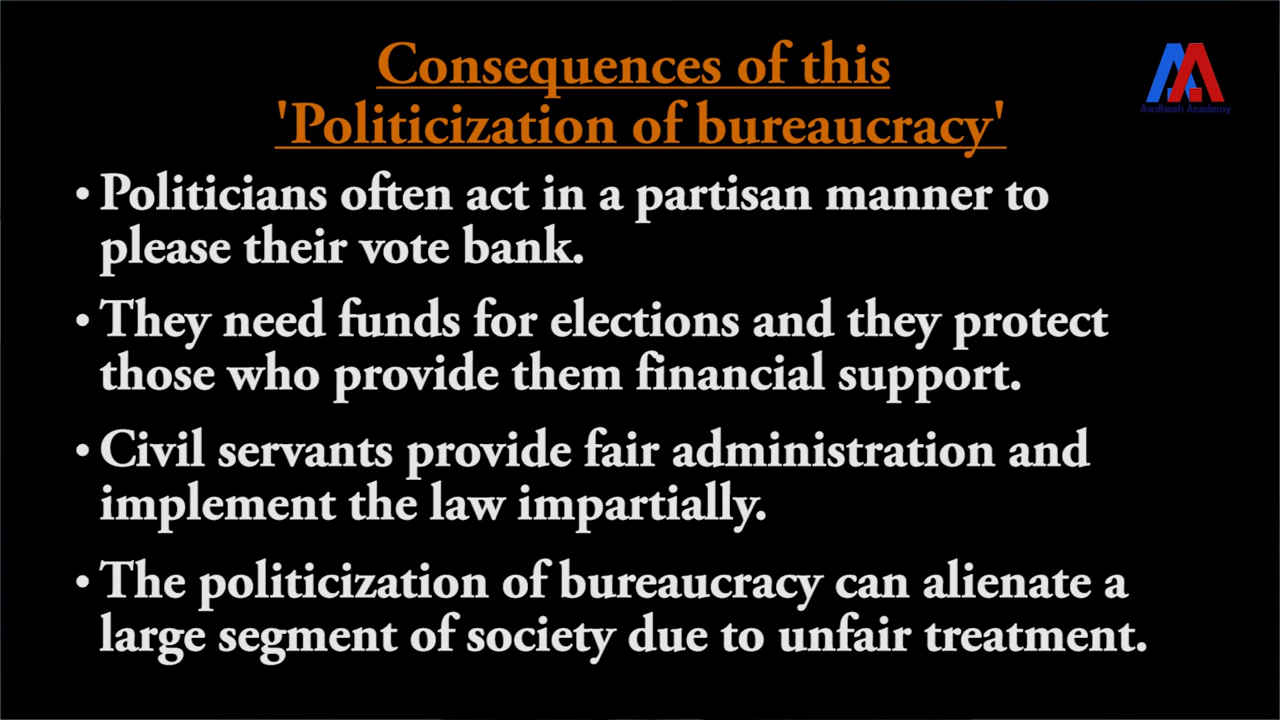 Consequences of this
'Politicization of bureaucracy'
Awdhesh Academy
• Politicians often act in a partisan manner to
please their vote bank.
• They need funds for elections and they protect
those who provide them financial support.
• Civil servants provide fair administration and
implement the law impartially.
• The politicization of bureaucracy can alienate a
large segment of society due to unfair treatment.